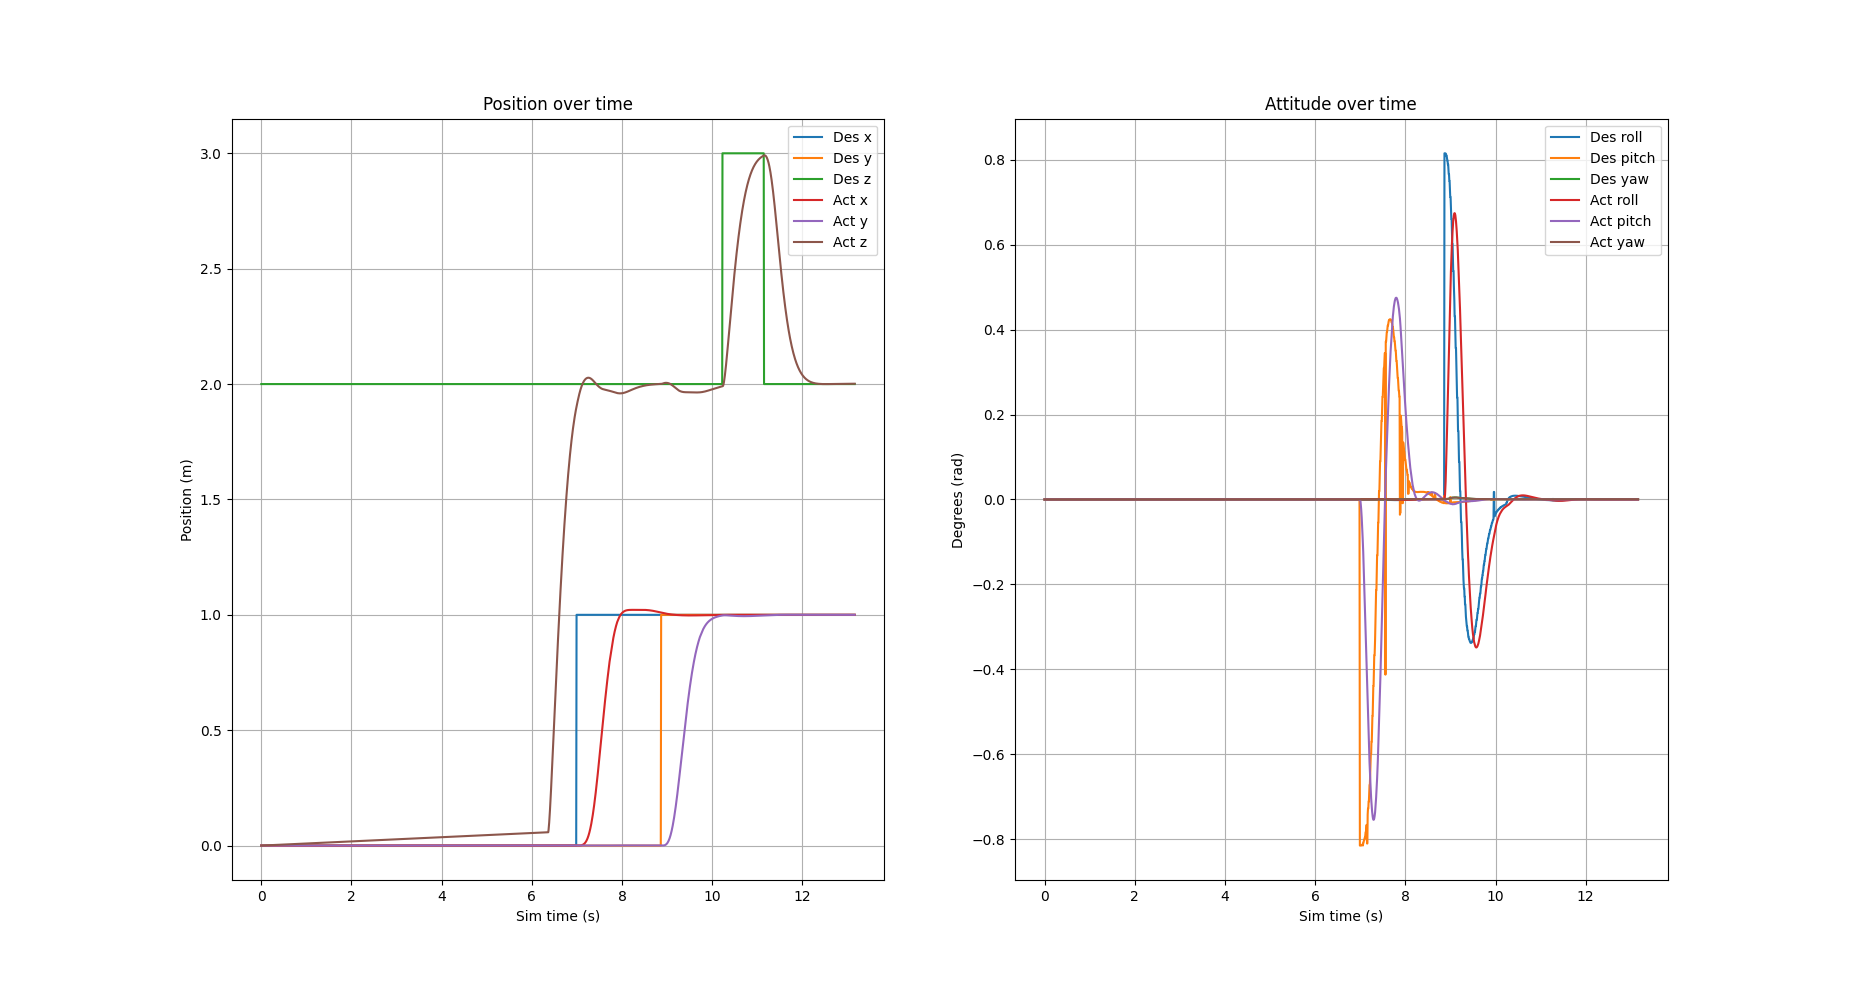 Position over time
3.0
2.5
2.0
1.5
1.0
0.5
0.0
Position (m)
0 2 4 6 8 10 12
Sim time (s)
Des x
Des y
Des z
Act x
Act y
Act z
Attitude over time
0.8
0.6
0.4
0.2
0.0
−0.2
−0.4
−0.6
−0.8
Degrees (rad)
0 2 4 6 8 10 12
Sim time (s)
Des roll
Des pitch
Des yaw
Act roll
Act pitch
Act yaw